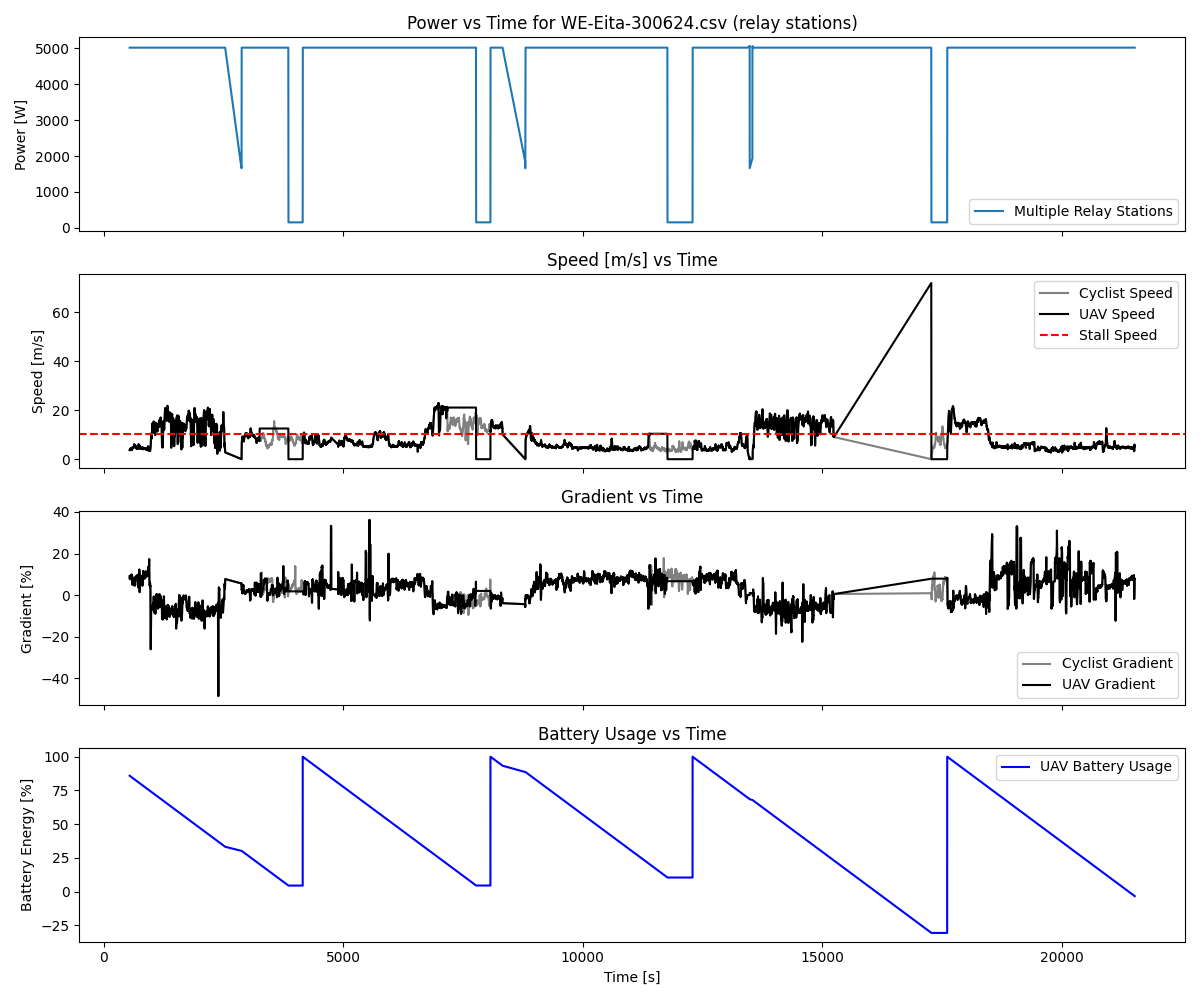 Power vs Time for WE-Eita-300624.csv (relay stations)
5000
4000
3000
2000
1000
0
Power [W]
Multiple Relay Stations
Speed [m/s] vs Time
60
40
20
0
Speed [m/s]
Cyclist Speed
UAV Speed
Stall Speed
Gradient vs Time
40
20
0
−20
−40
Gradient [%]
Cyclist Gradient
UAV Gradient
Battery Usage vs Time
100
75
50
25
0
−25
Battery Energy [%]
UAV Battery Usage
0 5000 10000 15000 20000
Time [s]